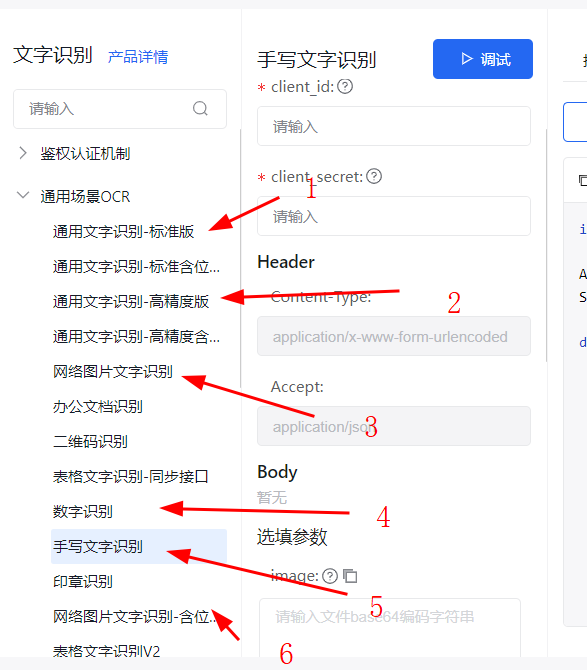 文字识别 产品详情
请输入
鉴权认证机制
通用场景OCR
通用文字识别-标准版
通用文字识别-标准含位...
通用文字识别-高精度版
通用文字识别-高精度含...
网络图片文字识别
办公文档识别
二维码识别
表格文字识别-同步接口
数字识别
手写文字识别
印章识别
网络图片文字识别-含位...
表格文字识别V2
手写文字识别
调试
* client_id:
请输入
* client_secret:
请输入
Header
Content-Type:
application/x-www-form-urlencoded
Accept:
application/json
Body
暂无
选填参数
image:
请输入文件base64编码字符串
1
2
3
4
5
6
i
A
S
d